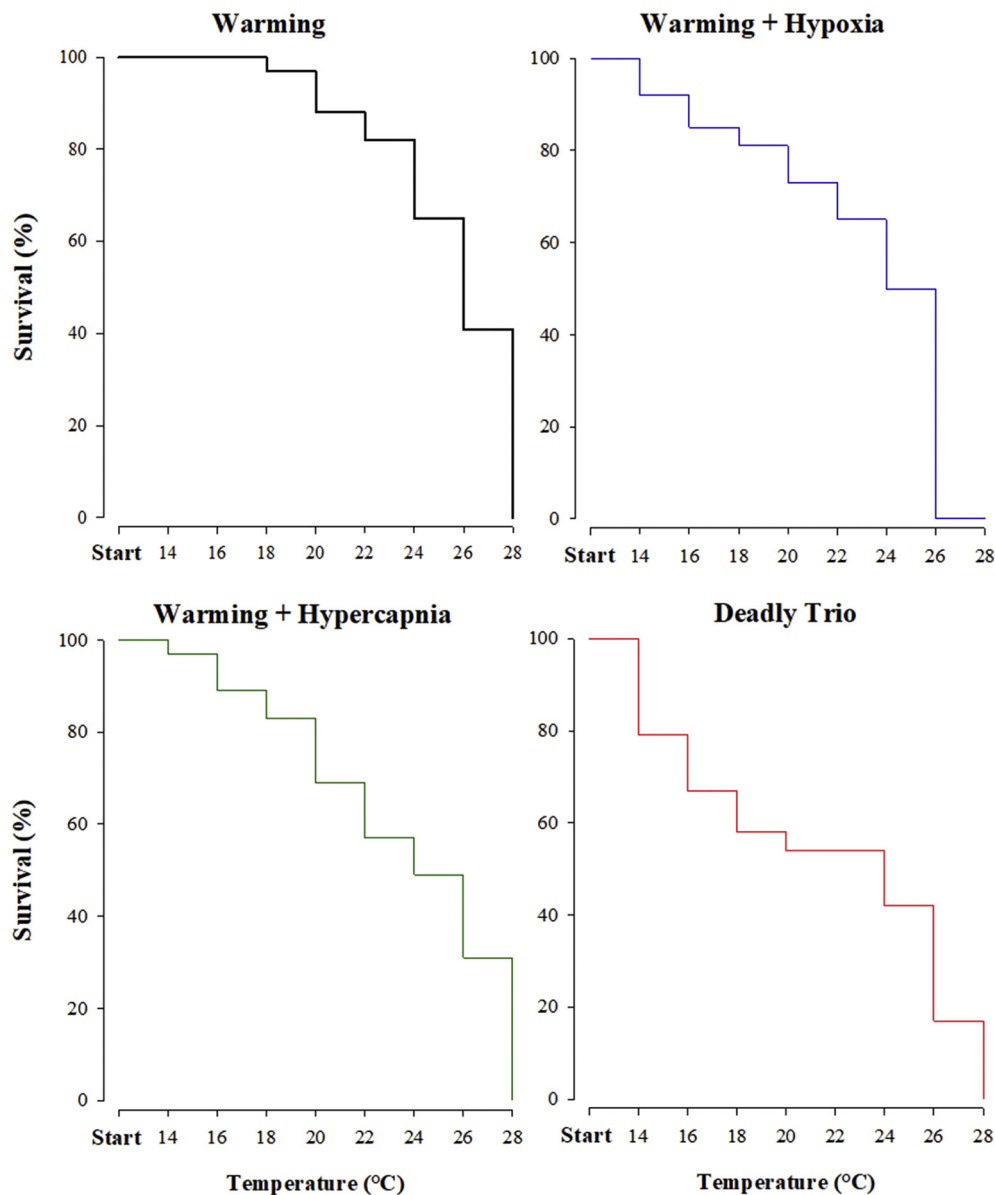 Warming
Warming + Hypoxia
Survival (%)
100
80
60
40
20
0
Start 14 16 18 20 22 24 26 28
100
80
60
40
20
0
Start 14 16 18 20 22 24 26 28
Warming + Hypercapnia
Deadly Trio
Survival (%)
100
80
60
40
20
0
Start 14 16 18 20 22 24 26 28
Temperature (°C)
100
80
60
40
20
0
Start 14 16 18 20 22 24 26 28
Temperature (°C)